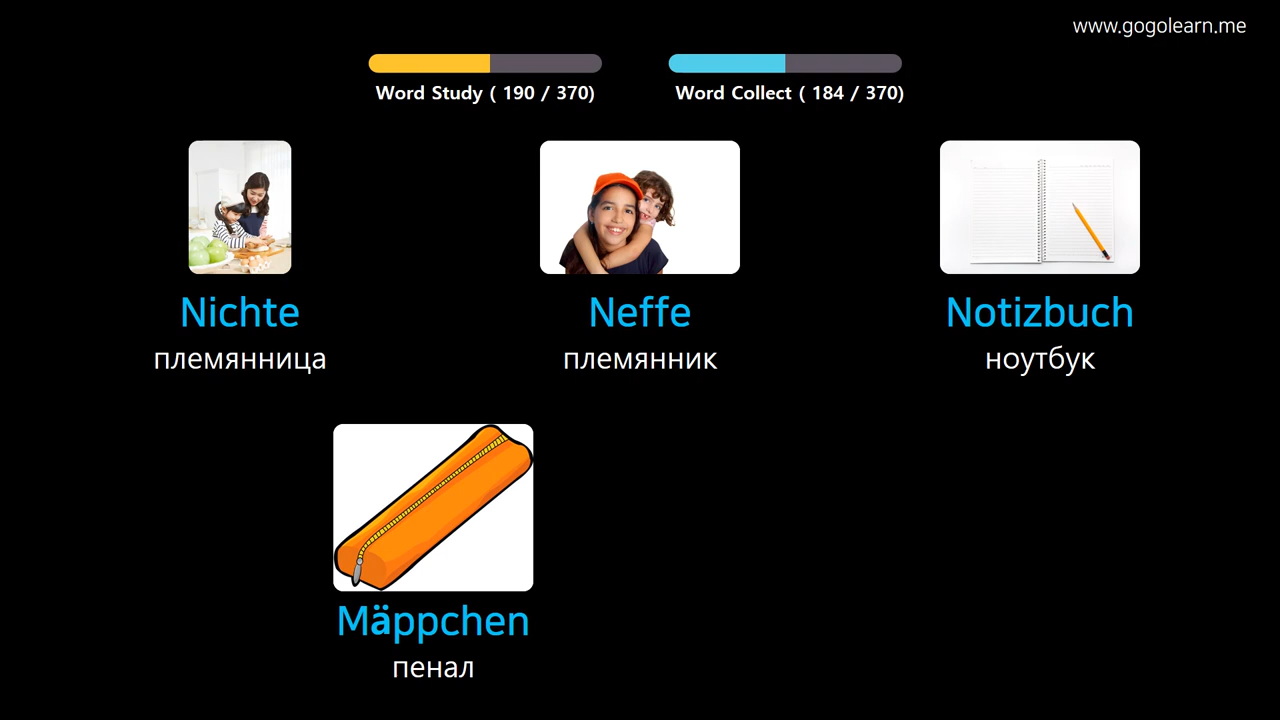 www.gogolearn.me
Word Study ( 190 / 370)
Word Collect ( 184 / 370)
Nichte
племянница
Neffe
племянник
Notizbuch
ноутбук
Mäppchen
пенал